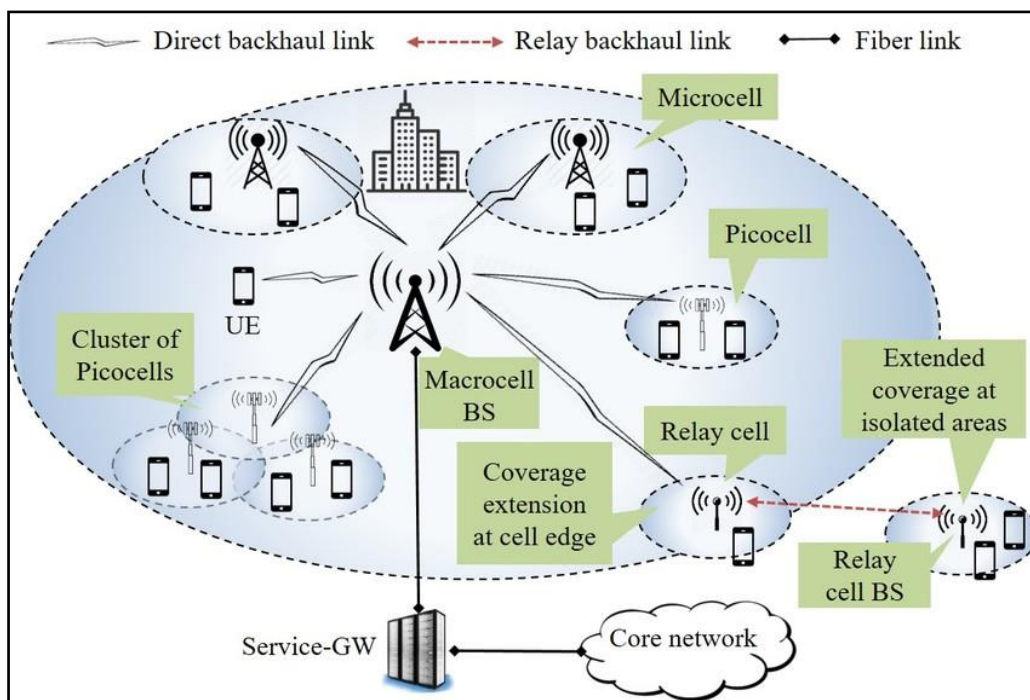 Direct backhaul link
Relay backhaul link
Fiber link
Microcell
Picocell
UE
Cluster of
Picocells
Macrocell
BS
Extended
coverage at
isolated areas
Relay cell
Coverage
extension
at cell edge
Relay
cell BS
Service-GW
Core network